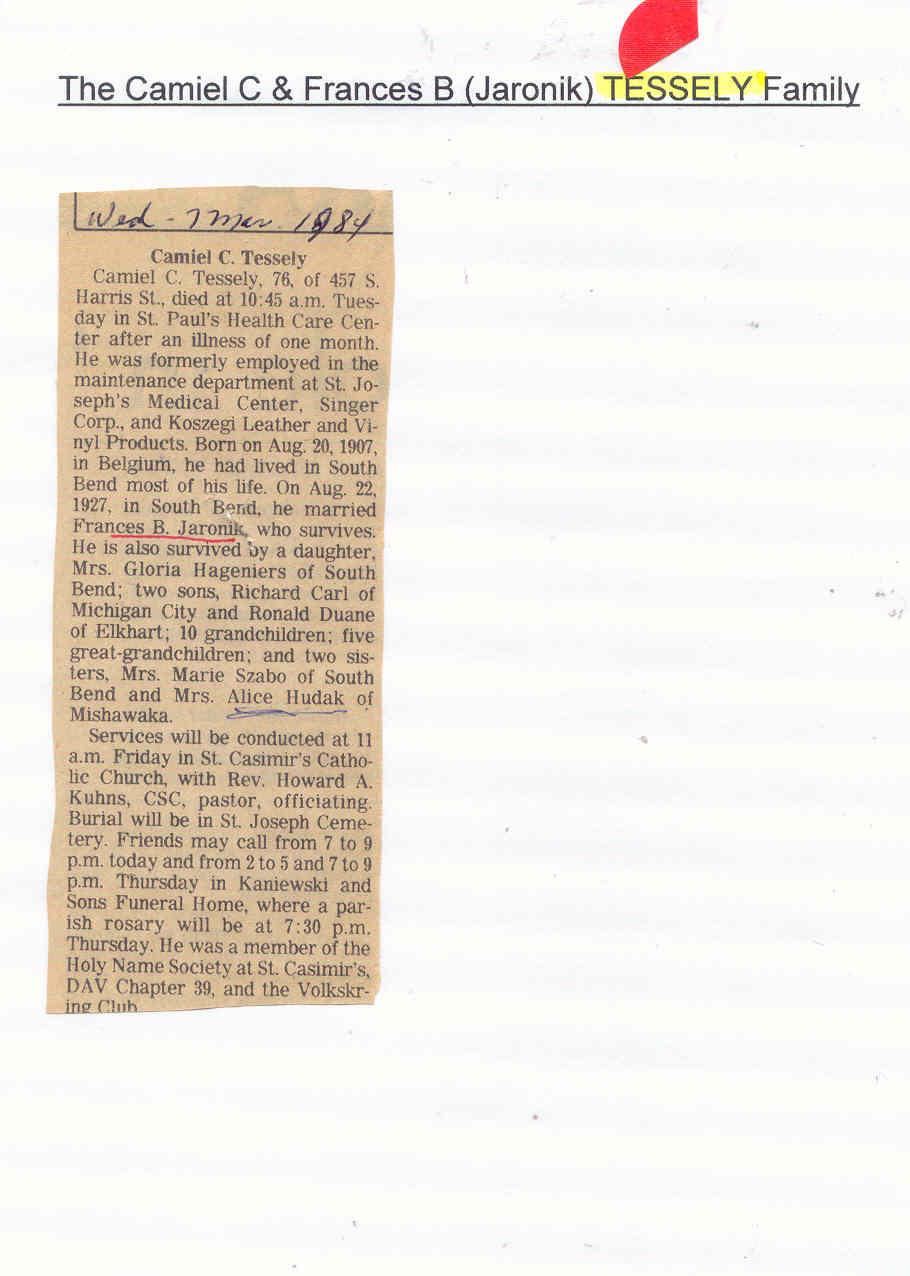 The Camiel C & Frances B (Jaronik) TESSELY Family
Wed - 7 Mar. 1984
Camiel C. Tessely
Camiel C. Tessely, 76, of 457 S.
Harris St., died at 10:45 a.m. Tues-
day in St. Paul's Health Care Cen-
ter after an illness of one month.
He was formerly employed in the
maintenance department at St. Jo-
seph's Medical Center, Singer
Corp., and Koszegi Leather and Vi-
nyl Products. Born on Aug. 20, 1907,
in Belgium, he had lived in South
Bend most of his life. On Aug. 22,
1927, in South Bend, he married
Frances B. Jaronik, who survives.
He is also survived by a daughter,
Mrs. Gloria Hageniers of South
Bend; two sons, Richard Carl of
Michigan City and Ronald Duane
of Elkhart; 10 grandchildren; five
great-grandchildren; and two sis-
ters, Mrs. Marie Szabo of South
Bend and Mrs. Alice Hudak of
Mishawaka.
Services will be conducted at 11
a.m. Friday in St. Casimir's Catho-
lic Church, with Rev. Howard A.
Kuhns, CSC, pastor, officiating.
Burial will be in St. Joseph Ceme-
tery. Friends may call from 7 to 9
p.m. today and from 2 to 5 and 7 to 9
p.m. Thursday in Kaniewski and
Sons Funeral Home, where a par-
ish rosary will be at 7:30 p.m.
Thursday. He was a member of the
Holy Name Society at St. Casimir's,
DAV Chapter 39, and the Volkskr-
ing Club